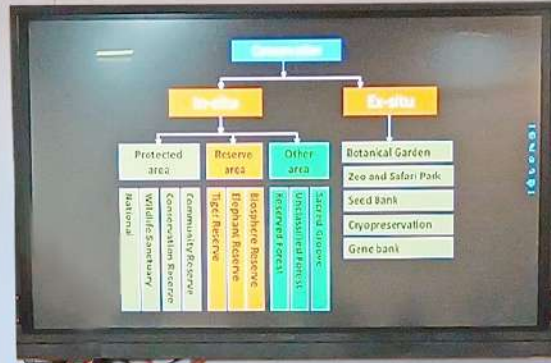 Conservation
In-situ
Ex-situ
Protected
area
Reserve
area
Other
area
National
Wildlife Sanctuary
Conservation Reserve
Community Reserve
Tiger Reserve
Elephant Reserve
Biosphere Reserve
Reserved Forest
Unclassified Forest
Sacred Groove
Botanical Garden
Zoo and Safari Park
Seed Bank
Cryopreservation
Gene bank